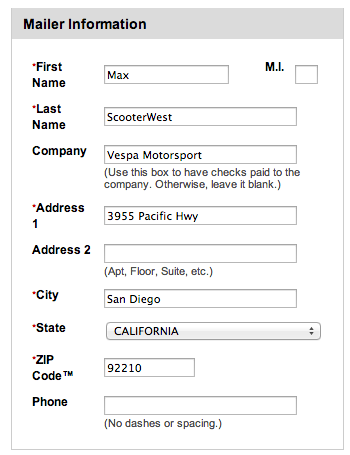 Mailer Information
*First Name Max M.I.
*Last Name ScooterWest
Company Vespa Motorsport
(Use this box to have checks paid to the company. Otherwise, leave it blank.)
*Address 1 3955 Pacific Hwy
Address 2
(Apt, Floor, Suite, etc.)
*City San Diego
*State CALIFORNIA
*ZIP Code™ 92210
Phone
(No dashes or spacing.)